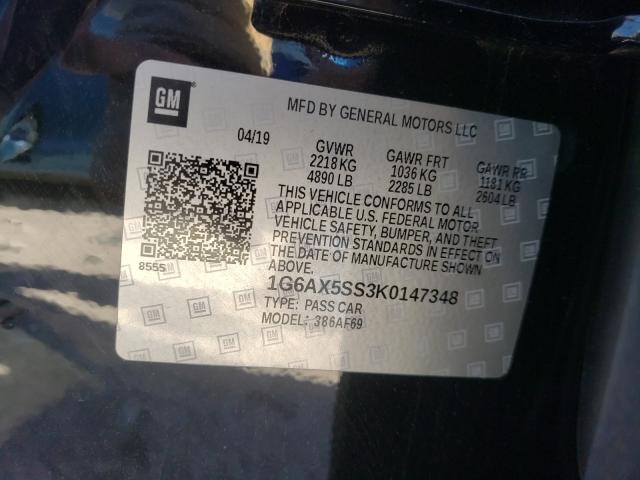 GM
MFD BY GENERAL MOTORS LLC
04/19
GVWR
2218 KG
4890 LB
GAWR FRT
1036 KG
2285 LB
GAWR RR
1181 KG
2604 LB
THIS VEHICLE CONFORMS TO ALL
APPLICABLE U.S. FEDERAL MOTOR
VEHICLE SAFETY, BUMPER, AND THEFT
PREVENTION STANDARDS IN EFFECT ON
THE DATE OF MANUFACTURE SHOWN
ABOVE.
8555
1G6AX5SS3K0147348
TYPE: PASS CAR
MODEL: 386AF69